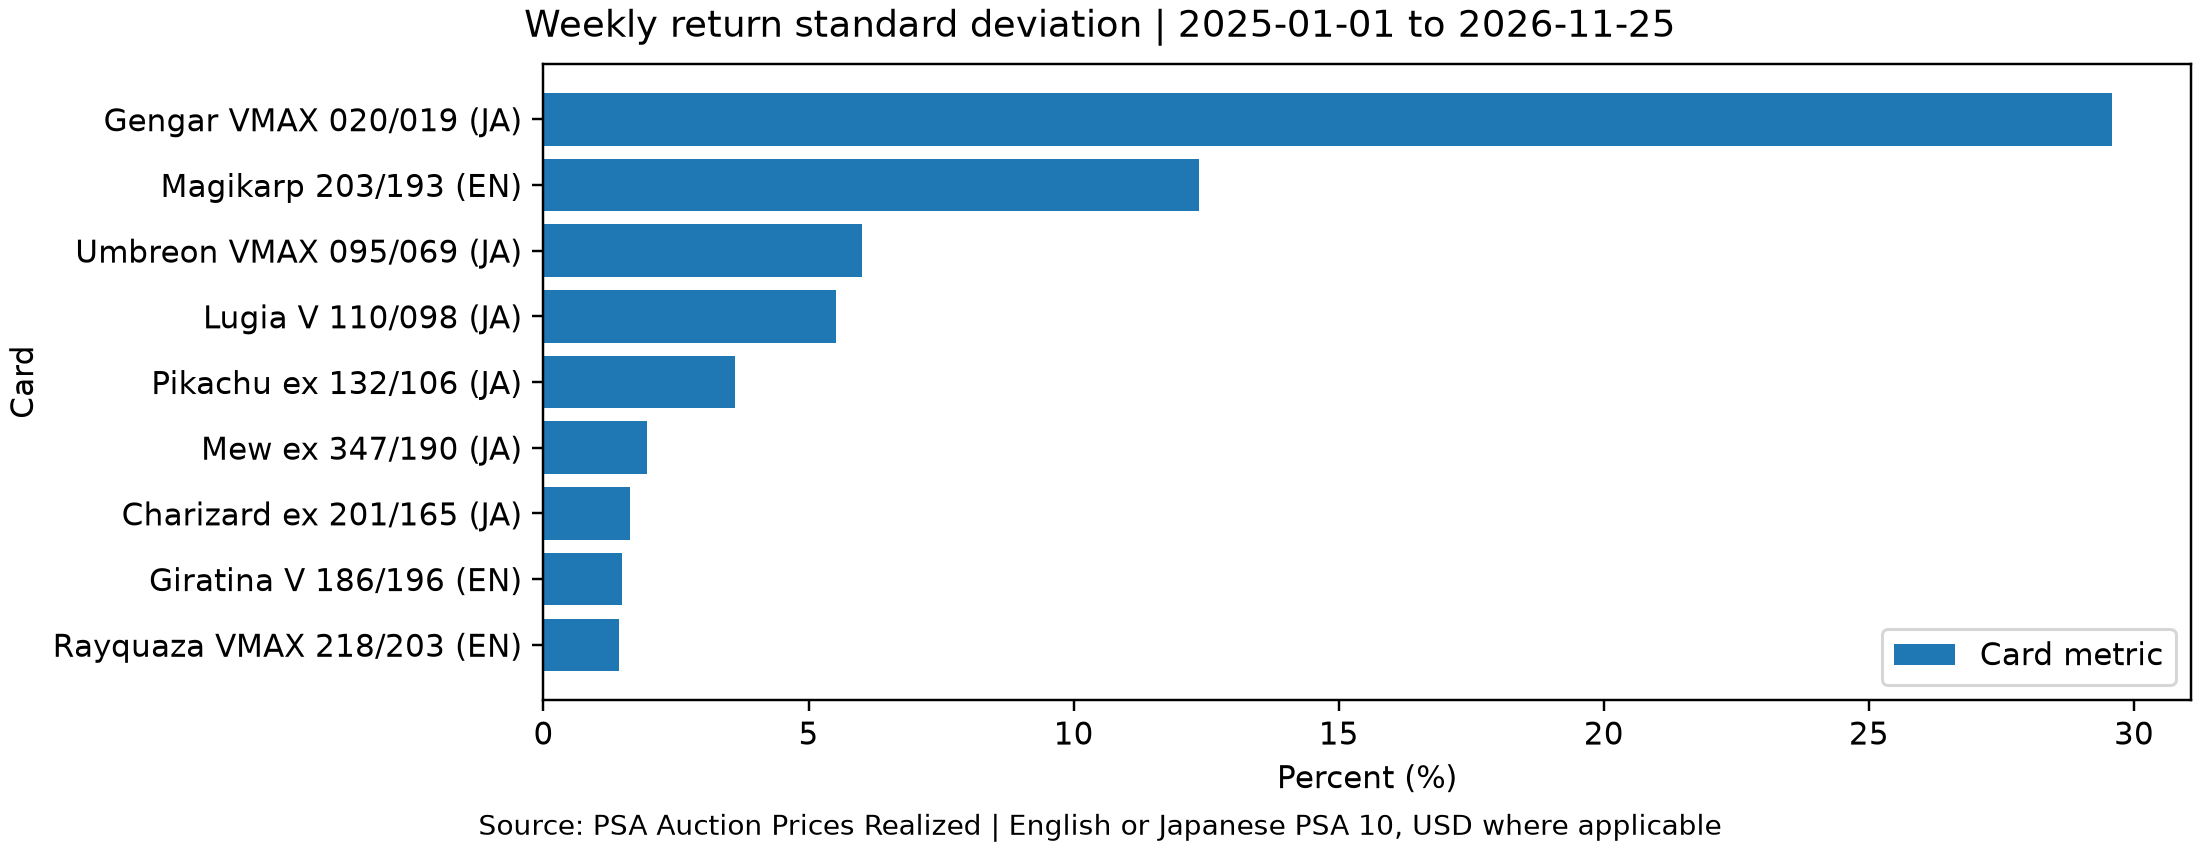 Weekly return standard deviation | 2025-01-01 to 2026-11-25
Card
Gengar VMAX 020/019 (JA)
Magikarp 203/193 (EN)
Umbreon VMAX 095/069 (JA)
Lugia V 110/098 (JA)
Pikachu ex 132/106 (JA)
Mew ex 347/190 (JA)
Charizard ex 201/165 (JA)
Giratina V 186/196 (EN)
Rayquaza VMAX 218/203 (EN)
Card metric
0 5 10 15 20 25 30
Percent (%)
Source: PSA Auction Prices Realized | English or Japanese PSA 10, USD where applicable